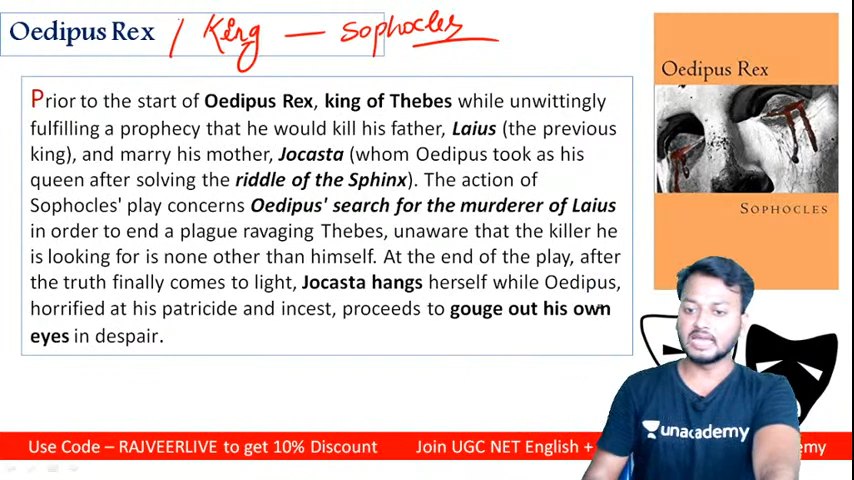 Oedipus Rex / King — Sophocles
Prior to the start of Oedipus Rex, king of Thebes while unwittingly
fulfilling a prophecy that he would kill his father, Laius (the previous
king), and marry his mother, Jocasta (whom Oedipus took as his
queen after solving the riddle of the Sphinx). The action of
Sophocles' play concerns Oedipus' search for the murderer of Laius
in order to end a plague ravaging Thebes, unaware that the killer he
is looking for is none other than himself. At the end of the play, after
the truth finally comes to light, Jocasta hangs herself while Oedipus,
horrified at his patricide and incest, proceeds to gouge out his own
eyes in despair.
Oedipus Rex
SOPHOCLES
unacademy
Use Code – RAJVEERLIVE to get 10% Discount
Join UGC NET English +